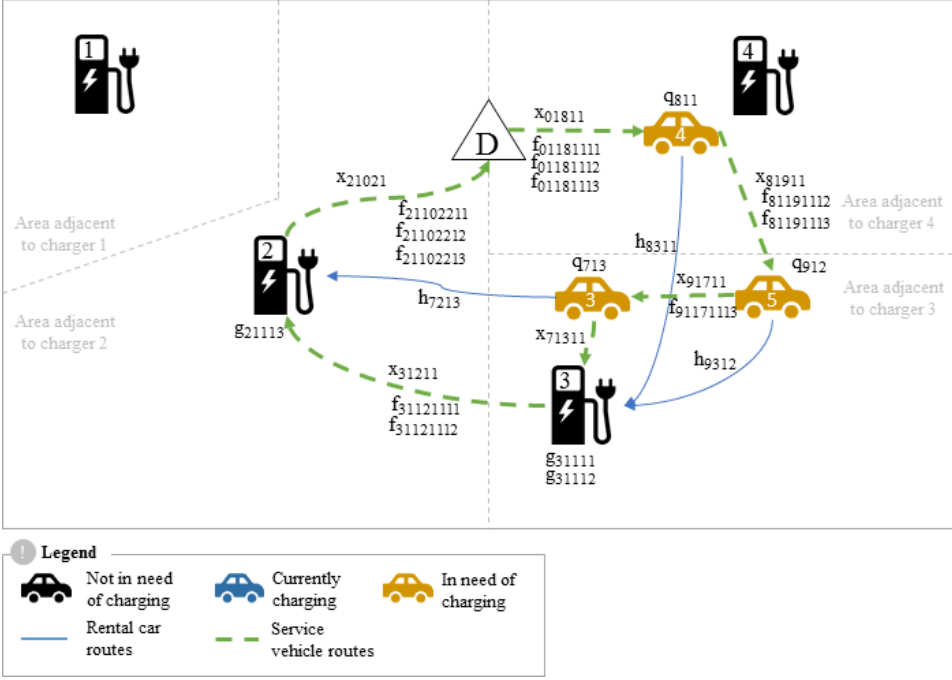 1
4
q811
x01811
4
D
f01181111
f01181112
f01181113
x21021
x81911
f81191112
f81191113
Area adjacent
to charger 4
f21102211
f21102212
f21102213
Area adjacent
to charger 1
2
h8311
q713
q912
x91711
3
5
f91171113
Area adjacent
to charger 3
h7213
Area adjacent
to charger 2
g21113
x71311
h9312
x31211
3
f31121111
f31121112
g31111
g31112
! Legend
Not in need
of charging
Currently
charging
In need of
charging
Rental car
routes
Service
vehicle routes